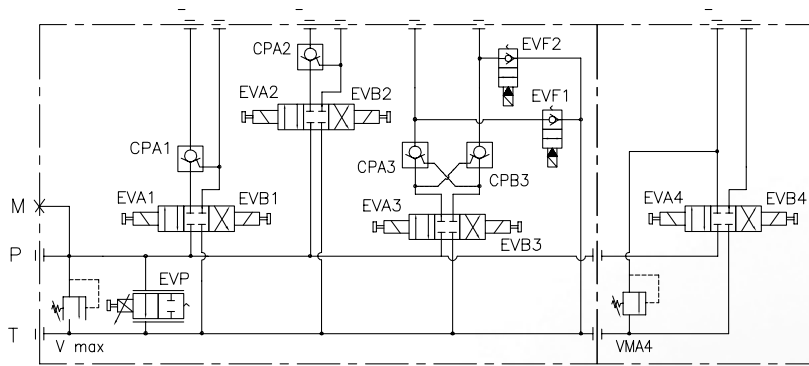 CPA2
EVF2
EVA2
EVB2
EVF1
CPA1
CPA3
CPB3
EVA1
EVB1
EVA3
EVA4
EVB4
M
EVB3
P
EVP
T
V max
VMA4